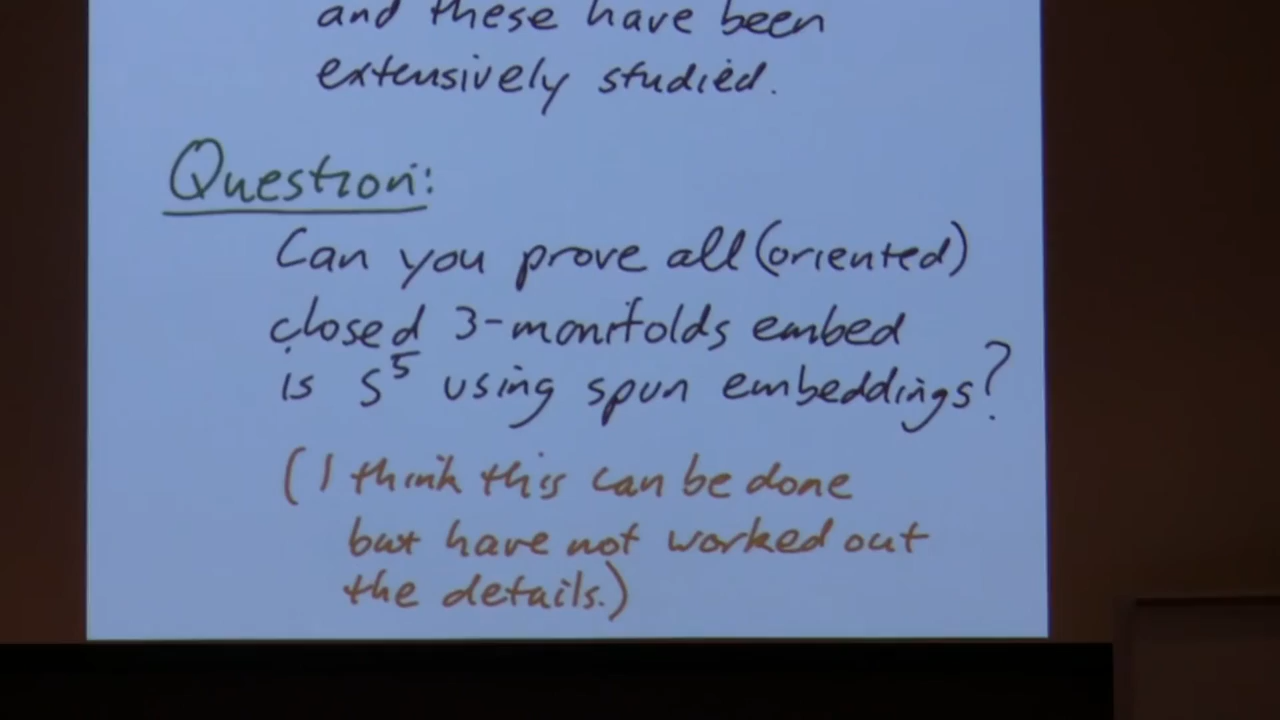 and these have been
extensively studied.
Question:
Can you prove all (oriented)
closed 3-manifolds embed
is S⁵ using spun embeddings?
(I think this can be done
but have not worked out
the details.)